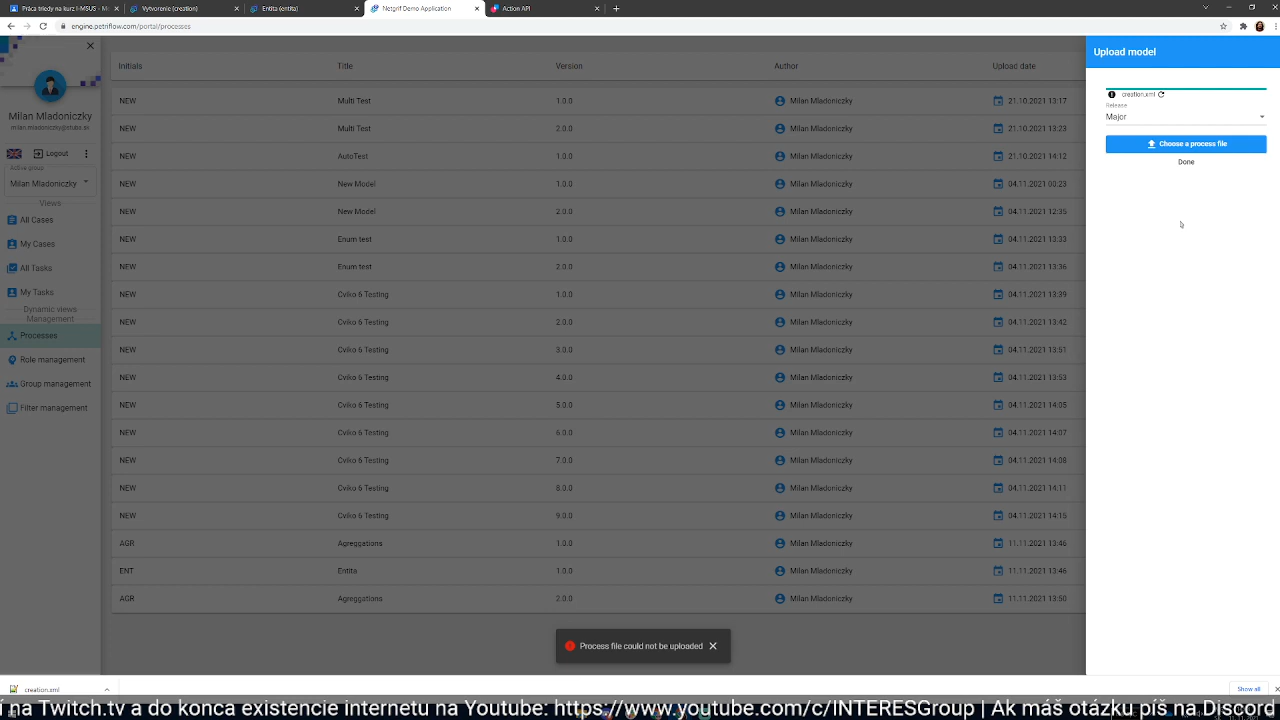 Práca triedy na kurz I-MSUS - M
Vytvorenie (creation)
Entita (entita)
Netgrif Demo Application
Action API
engine.petriflow.com/portal/processes
Milan Mladoniczky
milan.mladoniczky@stuba.sk
Logout
Active group
Milan Mladoniczky
Views
All Cases
My Cases
All Tasks
My Tasks
Dynamic views
Management
Processes
Role management
Group management
Filter management
Initials Title Version Author Upload date
NEW Multi Test 1.0.0 Milan Mladoniczky 21.10.2021 13:17
NEW Multi Test 2.0.0 Milan Mladoniczky 21.10.2021 13:23
NEW AutoTest 1.0.0 Milan Mladoniczky 21.10.2021 14:12
NEW New Model 1.0.0 Milan Mladoniczky 04.11.2021 00:23
NEW New Model 2.0.0 Milan Mladoniczky 04.11.2021 12:35
NEW Enum test 1.0.0 Milan Mladoniczky 04.11.2021 13:33
NEW Enum test 2.0.0 Milan Mladoniczky 04.11.2021 13:36
NEW Cviko 6 Testing 1.0.0 Milan Mladoniczky 04.11.2021 13:39
NEW Cviko 6 Testing 2.0.0 Milan Mladoniczky 04.11.2021 13:42
NEW Cviko 6 Testing 3.0.0 Milan Mladoniczky 04.11.2021 13:51
NEW Cviko 6 Testing 4.0.0 Milan Mladoniczky 04.11.2021 13:53
NEW Cviko 6 Testing 5.0.0 Milan Mladoniczky 04.11.2021 14:05
NEW Cviko 6 Testing 6.0.0 Milan Mladoniczky 04.11.2021 14:07
NEW Cviko 6 Testing 7.0.0 Milan Mladoniczky 04.11.2021 14:08
NEW Cviko 6 Testing 8.0.0 Milan Mladoniczky 04.11.2021 14:11
NEW Cviko 6 Testing 9.0.0 Milan Mladoniczky 04.11.2021 14:15
AGR Agreggations 1.0.0 Milan Mladoniczky 11.11.2021 13:46
ENT Entita 1.0.0 Milan Mladoniczky 11.11.2021 13:46
AGR Agreggations 2.0.0 Milan Mladoniczky 11.11.2021 13:50
Upload model
creation.xml
Release
Major
Choose a process file
Done
Process file could not be uploaded
creation.xml
Show all
í na Twitch.tv a do konca existencie internetu na Youtube: https://www.youtube.com/c/INTERESGroup | Ak máš otázku píš na Discord